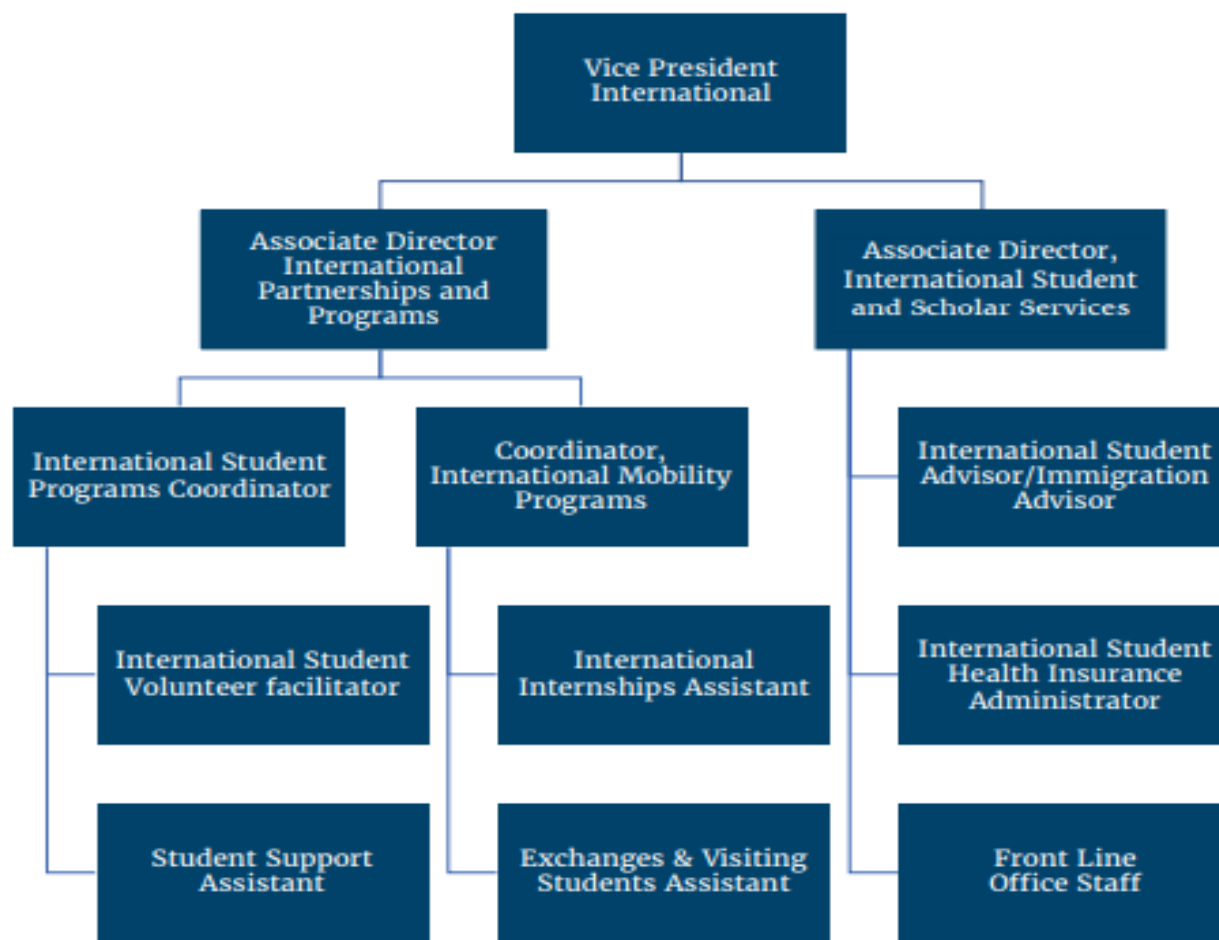 Vice President
International
Associate Director
International
Partnerships and
Programs
Associate Director,
International Student
and Scholar Services
International Student
Programs Coordinator
Coordinator,
International Mobility
Programs
International Student
Advisor/Immigration
Advisor
International Student
Volunteer facilitator
International
Internships Assistant
International Student
Health Insurance
Administrator
Student Support
Assistant
Exchanges & Visiting
Students Assistant
Front Line
Office Staff